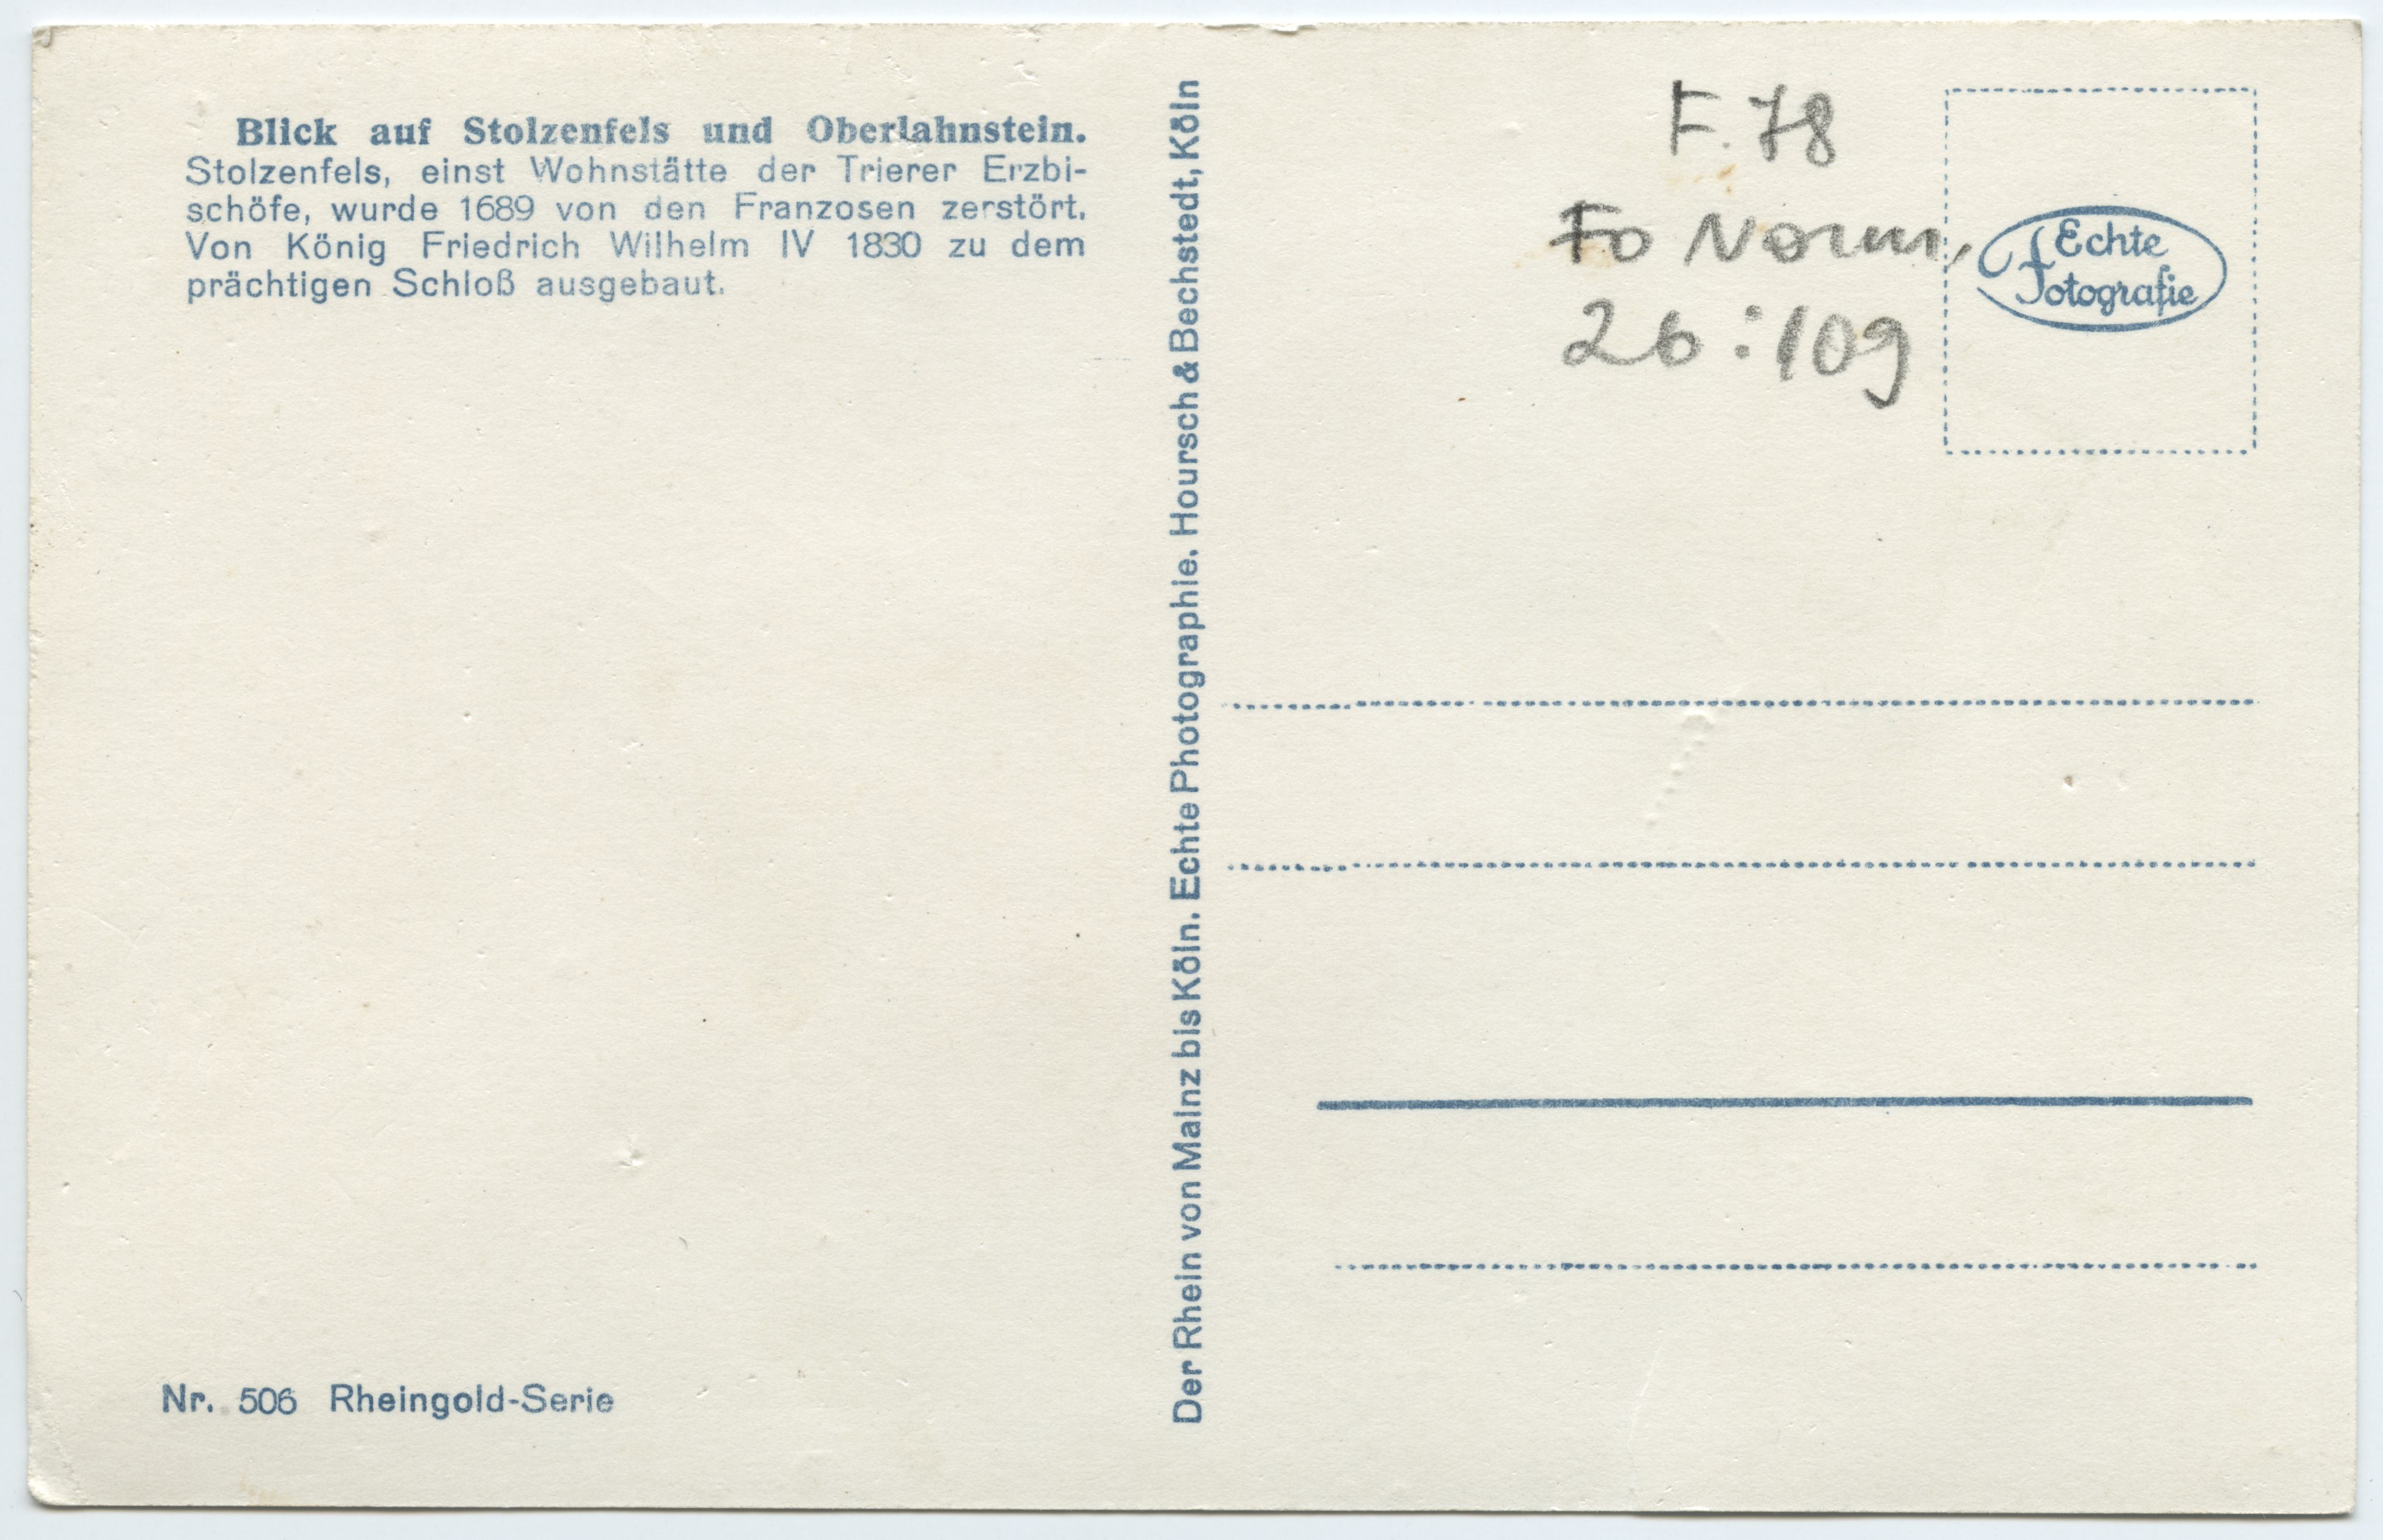 Blick auf Stolzenfels und Oberlahnstein.
Stolzenfels, einst Wohnstätte der Trierer Erzbi-
schöfe, wurde 1689 von den Franzosen zerstört.
Von König Friedrich Wilhelm IV 1830 zu dem
prächtigen Schloß ausgebaut.
Nr. 506 Rheingold-Serie
Der Rhein von Mainz bis Köln. Echte Photographie. Hoursch & Bechstedt, Köln
F. 78
Fo Norm,
26:109
Echte
Fotografie